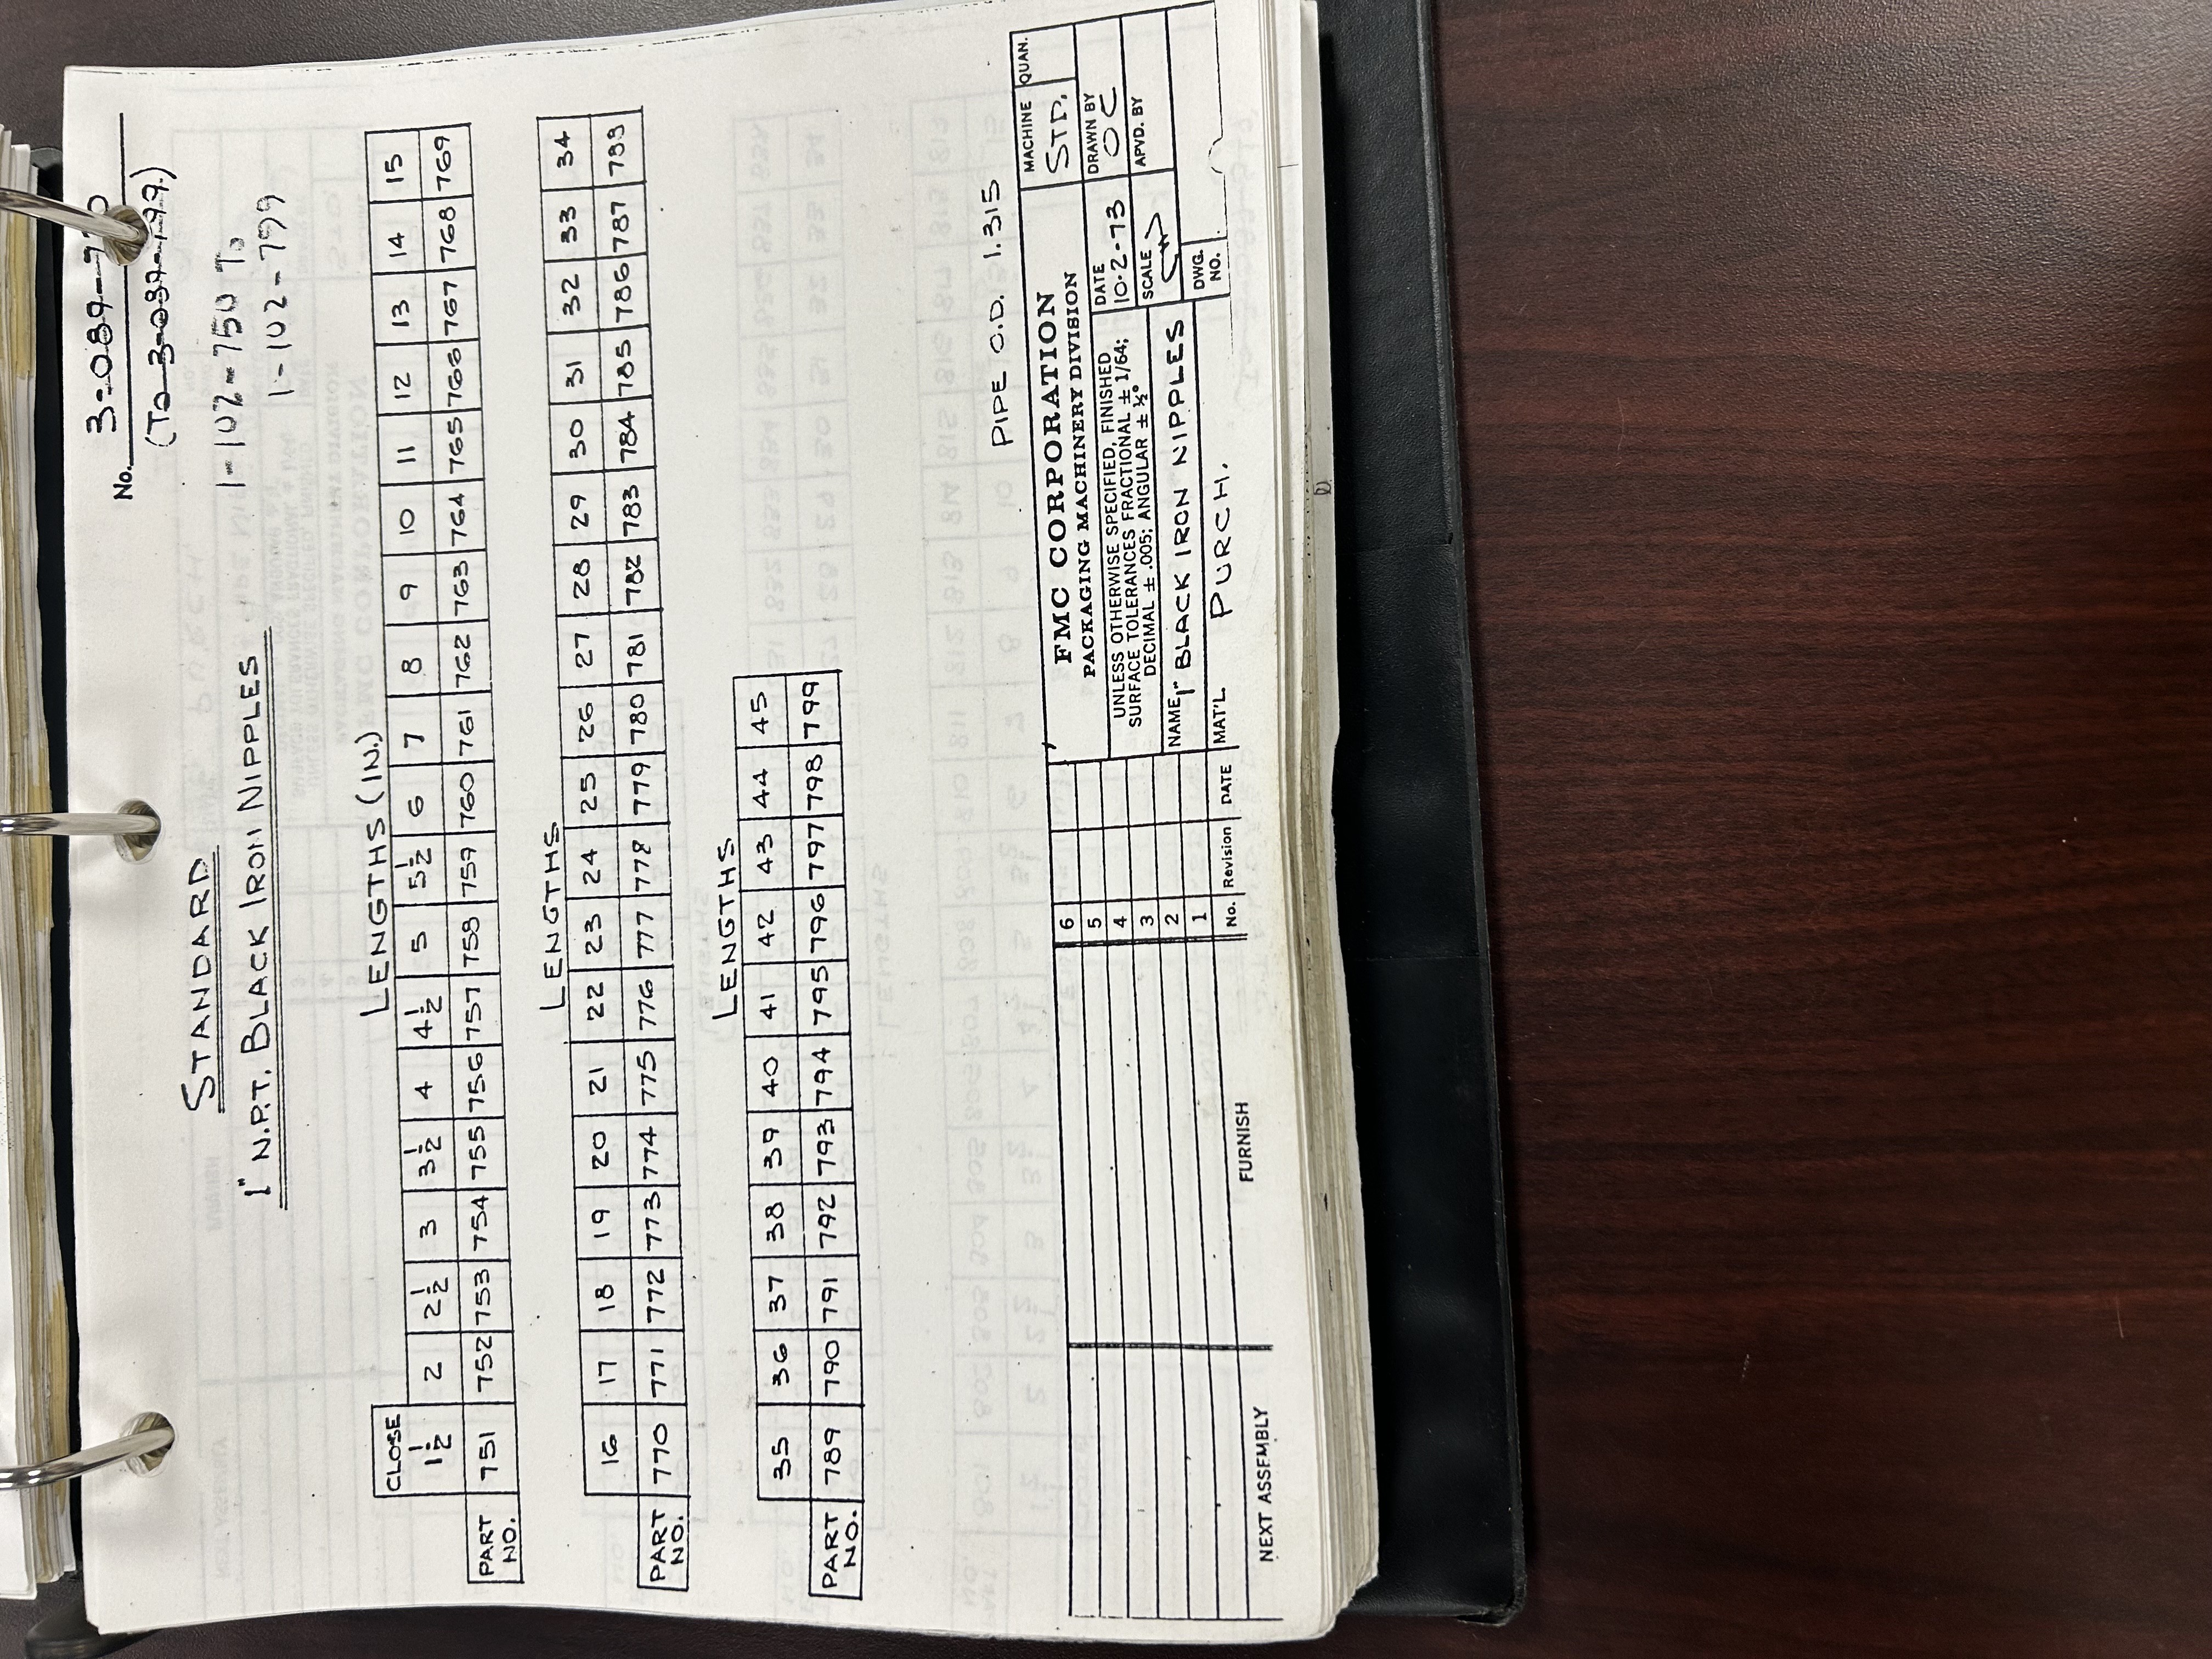 No. 3-089-7
(To 3-089-799)
1-102-750 To
1-102-799
STANDARD
1" N.P.T. BLACK IRON NIPPLES
LENGTHS (IN.)
CLOSE
1 1/2 2 2 1/2 3 3 1/2 4 4 1/2 5 5 1/2 6 7 8 9 10 11 12 13 14 15
PART NO. 751 752 753 754 755 756 757 758 759 760 761 762 763 764 765 766 767 768 769
LENGTHS
16 17 18 19 20 21 22 23 24 25 26 27 28 29 30 31 32 33 34
PART NO. 770 771 772 773 774 775 776 777 778 779 780 781 782 783 784 785 786 787 788
LENGTHS
35 36 37 38 39 40 41 42 43 44 45
PART NO. 789 790 791 792 793 794 795 796 797 798 799
PIPE O.D. 1.315
NEXT ASSEMBLY
FURNISH
6
5
4
3
2
1
No. Revision DATE
FMC CORPORATION
PACKAGING MACHINERY DIVISION
UNLESS OTHERWISE SPECIFIED, FINISHED
SURFACE TOLERANCES FRACTIONAL ± 1/64;
DECIMAL ± .005; ANGULAR ± ½°
NAME 1" BLACK IRON NIPPLES
MAT'L. PURCH.
MACHINE
STD.
QUAN.
DATE
10-2-73
DRAWN BY
OC
SCALE
APVD. BY
DWG.
NO.